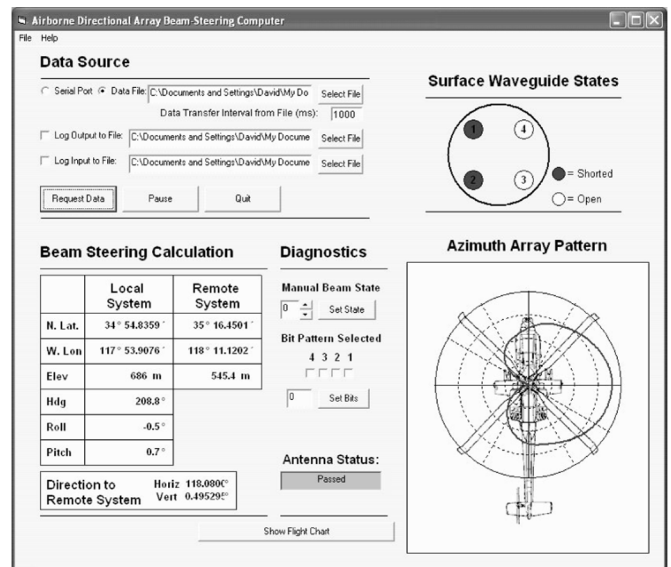 Airborne Directional Array Beam-Steering Computer
File Help
Data Source
Serial Port Data File: C:\Documents and Settings\David\My Do Select File
Data Transfer Interval from File (ms): 1000
Log Output to File: C:\Documents and Settings\David\My Docume Select File
Log Input to File: C:\Documents and Settings\David\My Docume Select File
Request Data Pause Quit
Surface Waveguide States
1 4
2 3
= Shorted
= Open
Beam Steering Calculation
Local System Remote System
N. Lat. 34° 54.8359 ' 35° 16.4501 '
W. Lon 117° 53.9076 ' 118° 11.1202 '
Elev 686 m 545.4 m
Hdg 208.8°
Roll -0.5°
Pitch 0.7°
Direction to Remote System
Horiz
Vert
Diagnostics
Manual Beam State
0 Set State
Bit Pattern Selected
4 3 2 1
0 Set Bits
Antenna Status:
Passed
Azimuth Array Pattern
Show Flight Chart